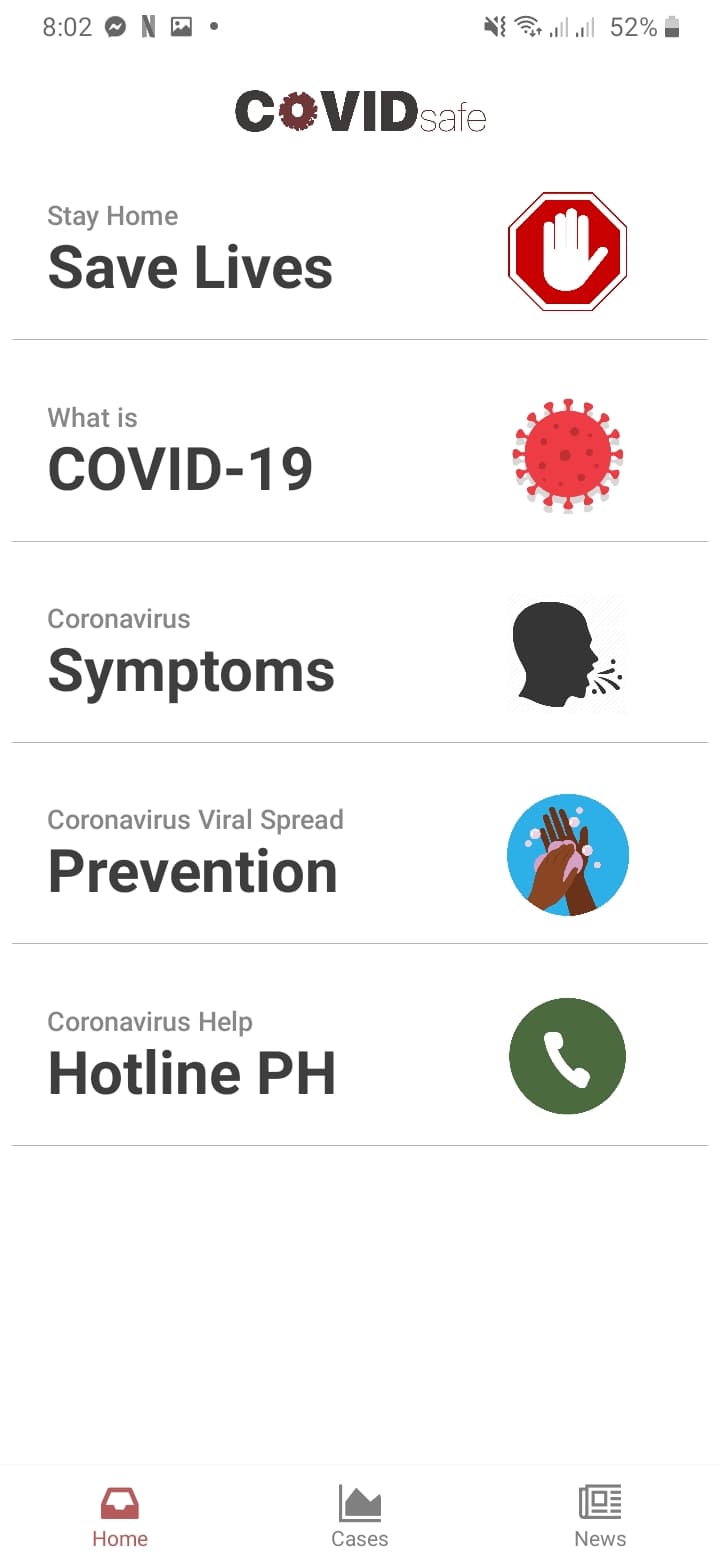 8:02 N 52%
COVIDsafe
Stay Home
Save Lives
What is
COVID-19
Coronavirus
Symptoms
Coronavirus Viral Spread
Prevention
Coronavirus Help
Hotline PH
Home Cases News